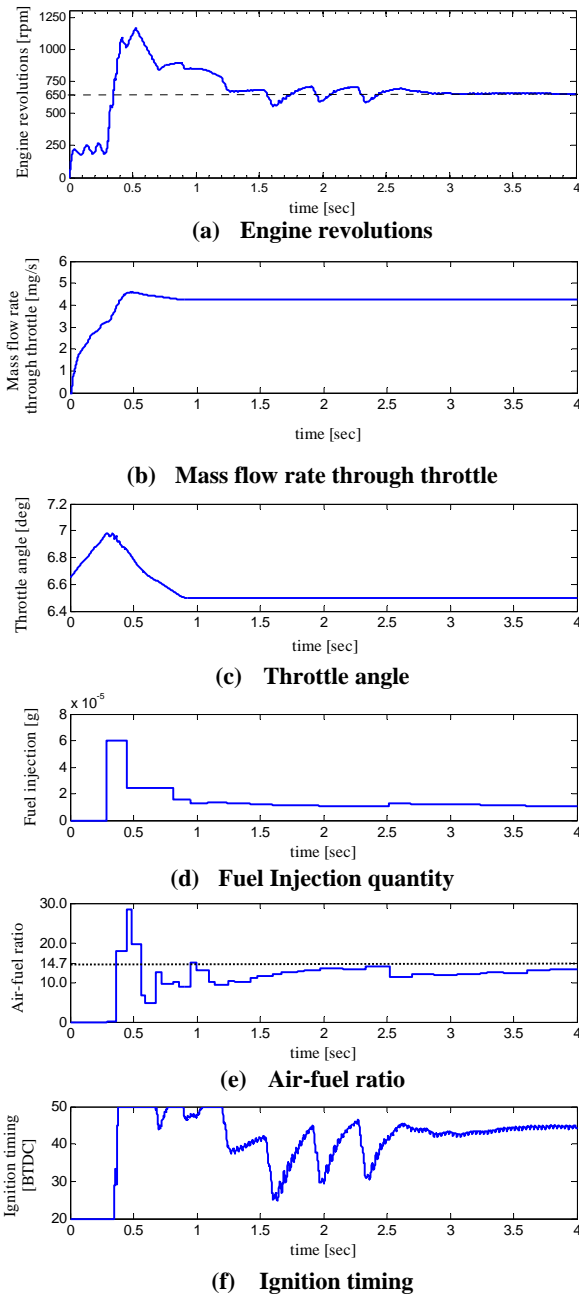 Engine revolutions [rpm]
1250
1000
750
650
500
250
0
0 0.5 1 1.5 2 2.5 3 3.5 4
time [sec]
(a) Engine revolutions
Mass flow rate
through throttle [mg/s]
6
5
4
3
2
1
0
0 0.5 1 1.5 2 2.5 3 3.5 4
time [sec]
(b) Mass flow rate through throttle
Throttle angle [deg]
7.2
7
6.8
6.6
6.4
0 0.5 1 1.5 2 2.5 3 3.5 4
time [sec]
(c) Throttle angle
x 10-5
Fuel injection [g]
8
6
4
2
0
0 0.5 1 1.5 2 2.5 3 3.5 4
time [sec]
(d) Fuel Injection quantity
Air-fuel ratio
30.0
20.0
14.7
10.0
0
0 0.5 1 1.5 2 2.5 3 3.5 4
time [sec]
(e) Air-fuel ratio
Ignition timing
[BTDC]
50
40
30
20
0 0.5 1 1.5 2 2.5 3 3.5 4
time [sec]
(f) Ignition timing